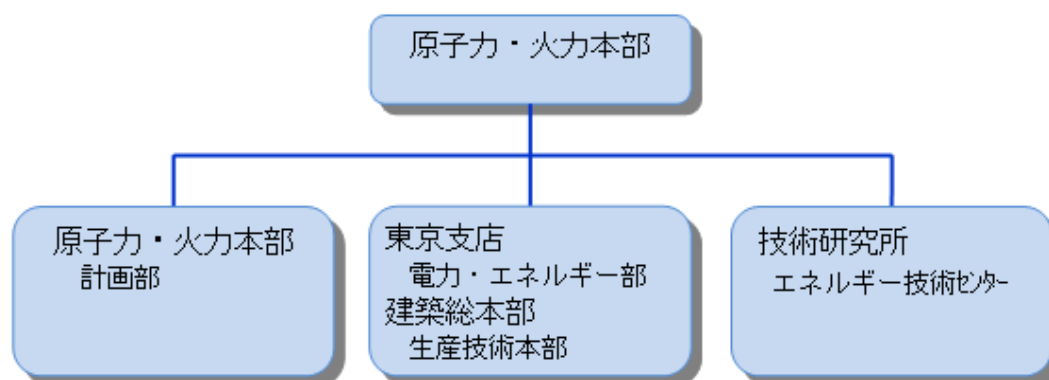 原子力・火力本部
原子力・火力本部
計画部
東京支店
電力・エネルギー部
建築総本部
生産技術本部
技術研究所
エネルギー技術ｾﾝﾀｰ